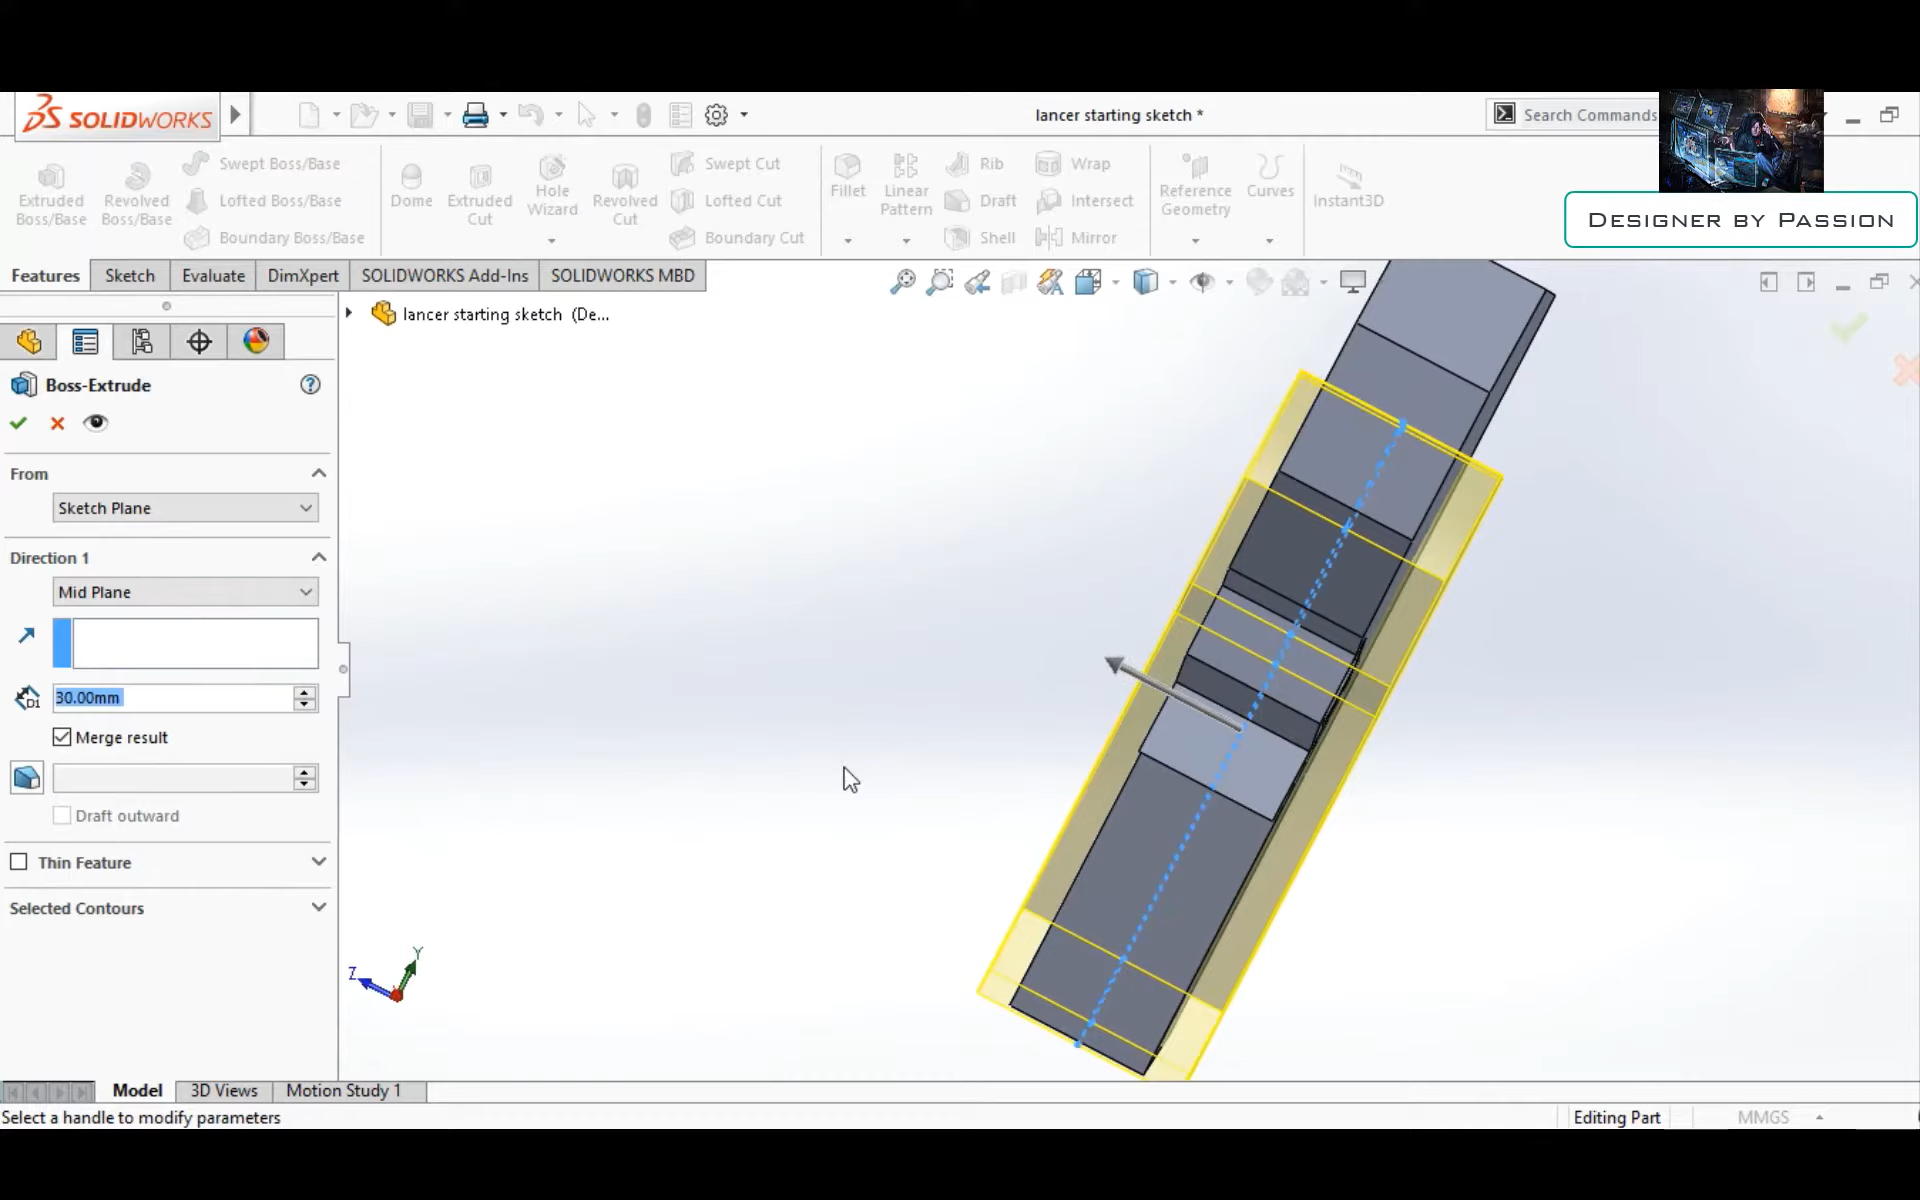 SOLIDWORKS
lancer starting sketch *
Search Commands
Designer by Passion
Extruded Boss/Base
Revolved Boss/Base
Swept Boss/Base
Lofted Boss/Base
Boundary Boss/Base
Dome
Extruded Cut
Hole Wizard
Revolved Cut
Swept Cut
Lofted Cut
Boundary Cut
Fillet
Linear Pattern
Rib
Draft
Shell
Wrap
Intersect
Mirror
Reference Geometry
Curves
Instant3D
Features
Sketch
Evaluate
DimXpert
SOLIDWORKS Add-Ins
SOLIDWORKS MBD
lancer starting sketch (De...
Boss-Extrude
From
Sketch Plane
Direction 1
Mid Plane
D1
30.00mm
Merge result
Draft outward
Thin Feature
Selected Contours
Y
Z
Model
3D Views
Motion Study 1
Select a handle to modify parameters
Editing Part
MMGS